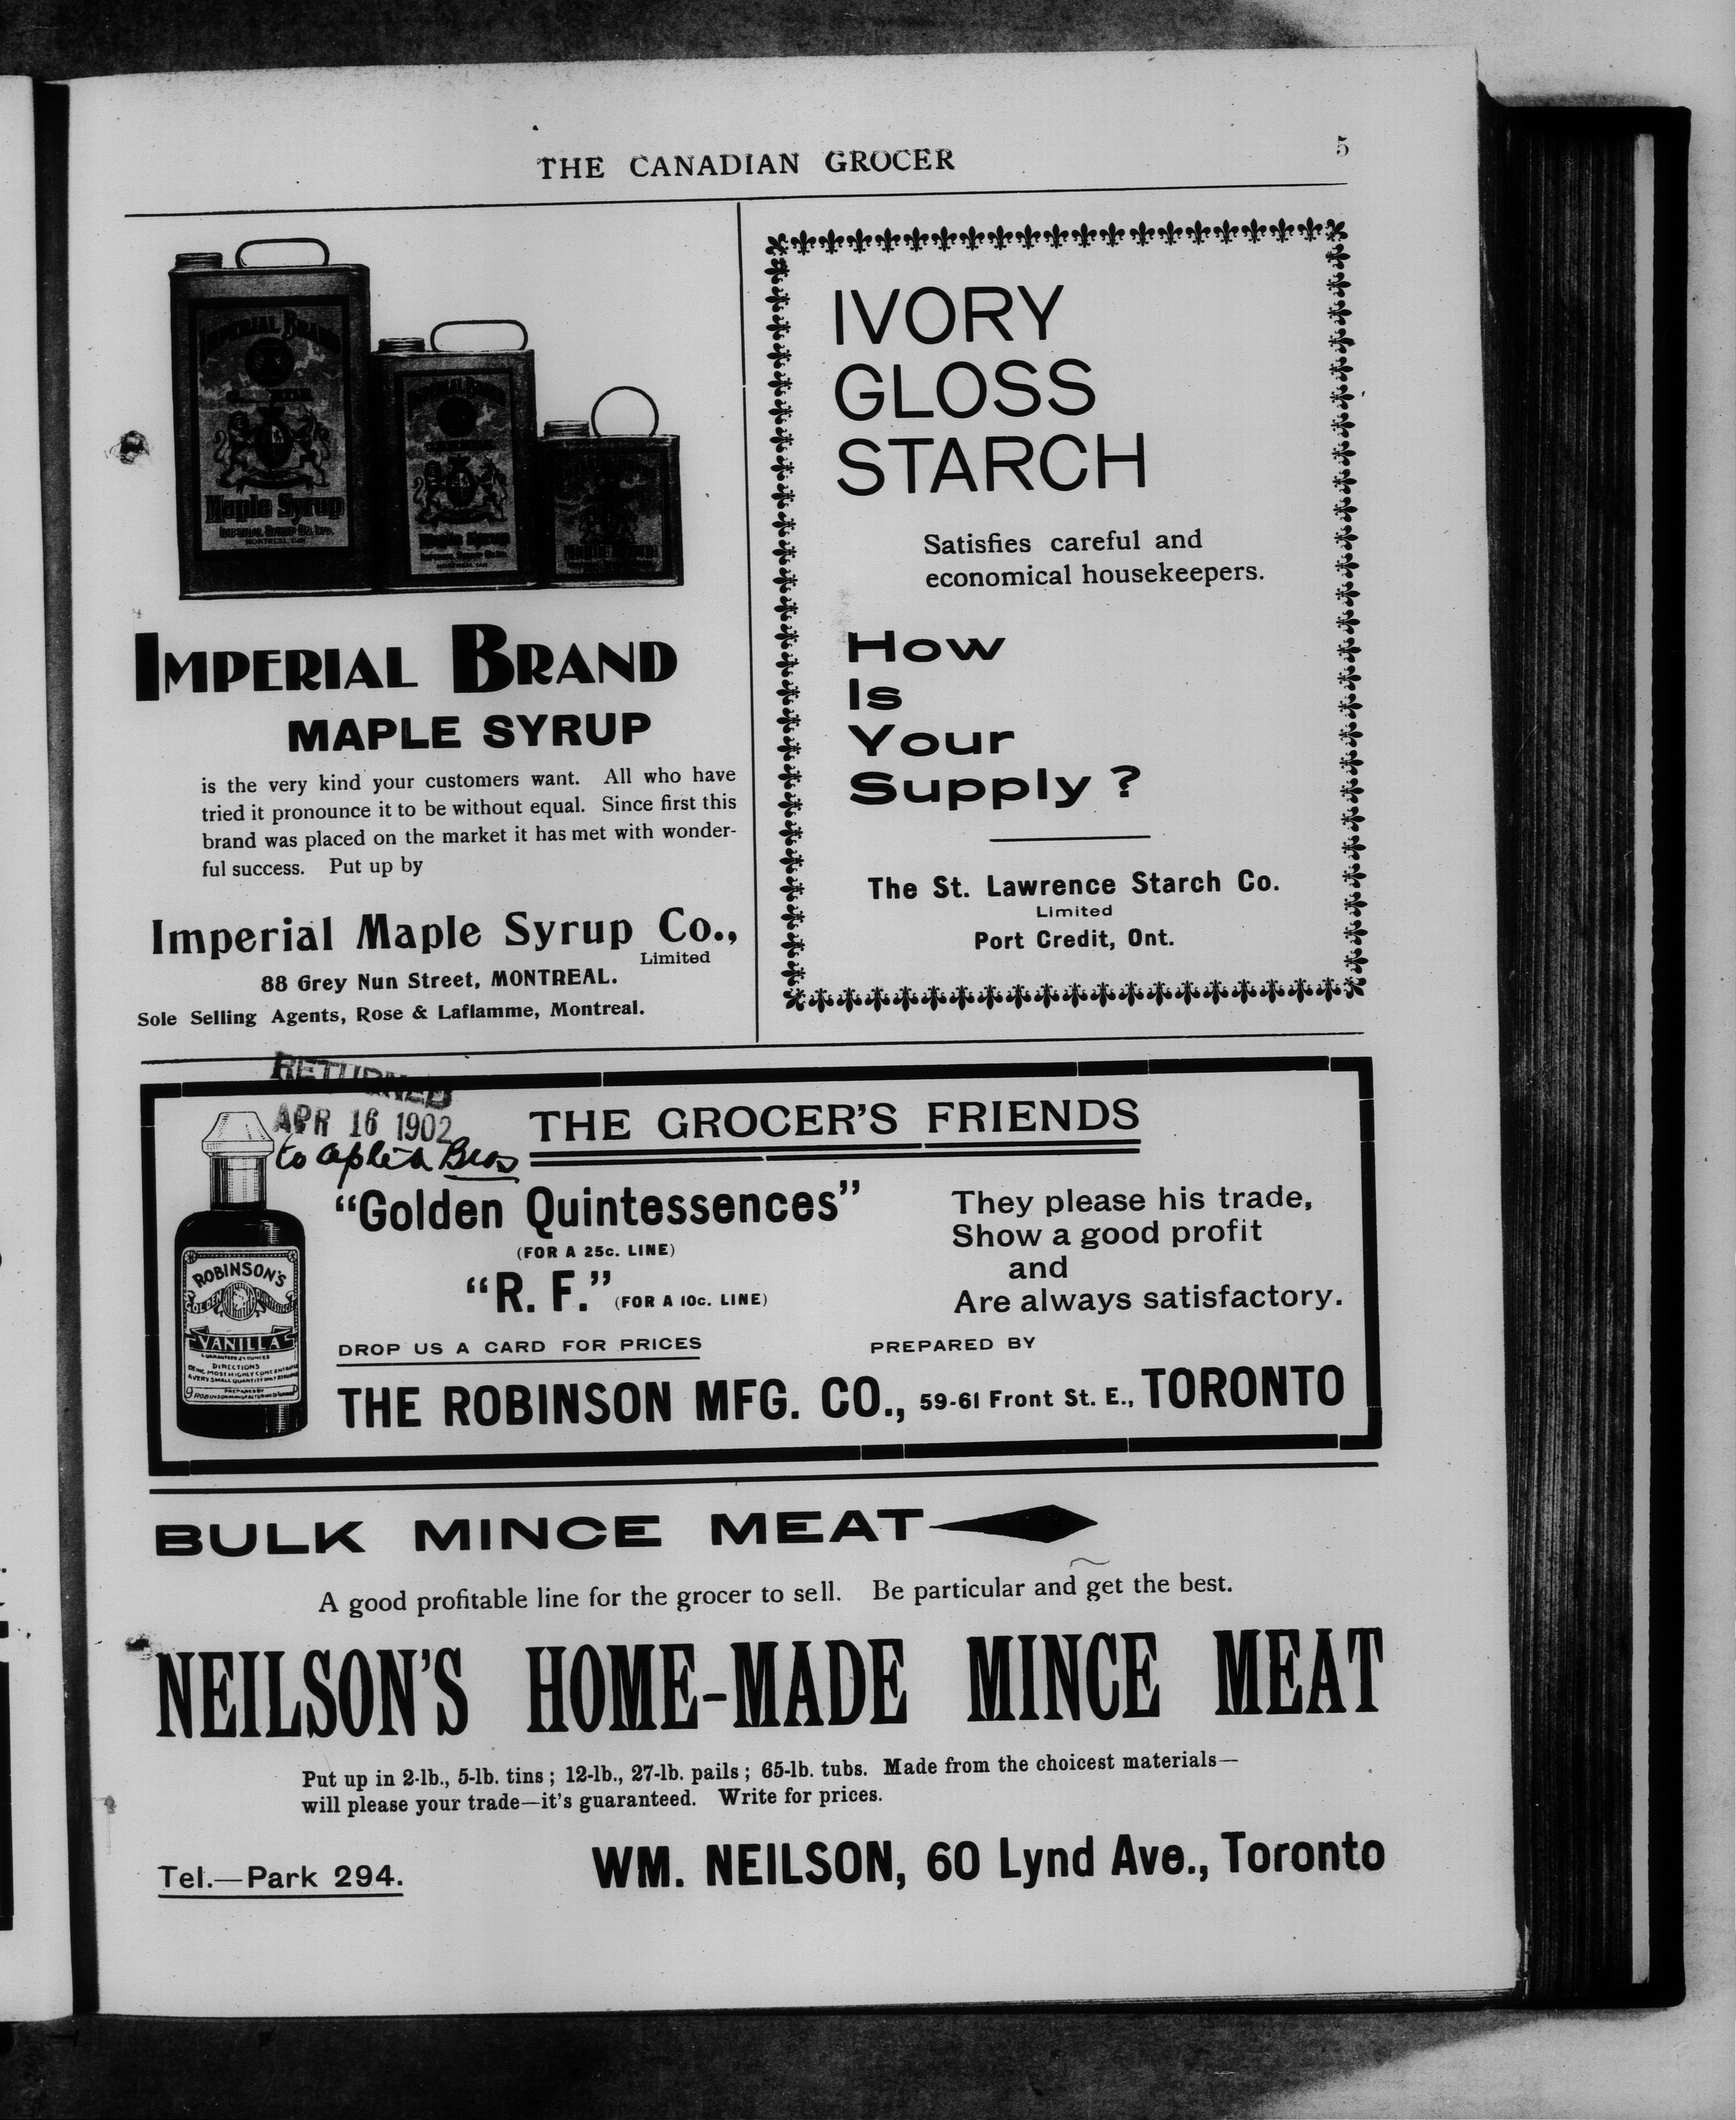 THE CANADIAN GROCER
5
IMPERIAL BRAND
Maple Syrup
IMPERIAL BRAND
MAPLE SYRUP
is the very kind your customers want. All who have
tried it pronounce it to be without equal. Since first this
brand was placed on the market it has met with wonder-
ful success. Put up by
Imperial Maple Syrup Co.,
Limited
88 Grey Nun Street, MONTREAL.
Sole Selling Agents, Rose & Laflamme, Montreal.
IVORY
GLOSS
STARCH
Satisfies careful and
economical housekeepers.
How
Is
Your
Supply ?
The St. Lawrence Starch Co.
Limited
Port Credit, Ont.
RETURNED
APR 16 1902
to
Bros
THE GROCER'S FRIENDS
"Golden Quintessences"
(FOR A 25c. LINE)
"R. F." (FOR A 10c. LINE)
They please his trade,
Show a good profit
and
Are always satisfactory.
ROBINSON'S
VANILLA
DIRECTIONS
DROP US A CARD FOR PRICES
PREPARED BY
THE ROBINSON MFG. CO., 59-61 Front St. E., TORONTO
BULK MINCE MEAT
A good profitable line for the grocer to sell. Be particular and get the best.
NEILSON'S HOME-MADE MINCE MEAT
Put up in 2-lb., 5-lb. tins ; 12-lb., 27-lb. pails ; 65-lb. tubs. Made from the choicest materials—
will please your trade—it's guaranteed. Write for prices.
Tel.—Park 294.
WM. NEILSON, 60 Lynd Ave., Toronto